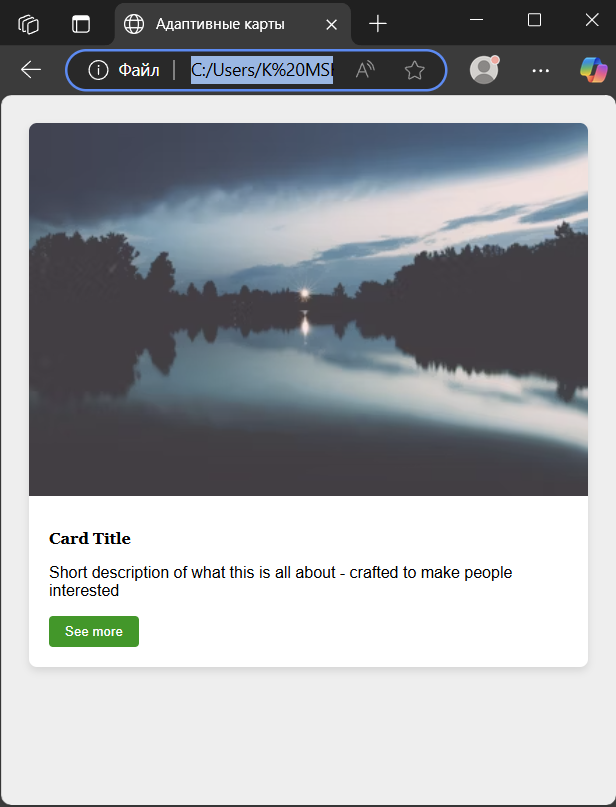 Адаптивные карты
Файл C:/Users/K%20MSI
Card Title
Short description of what this is all about - crafted to make people
interested
See more